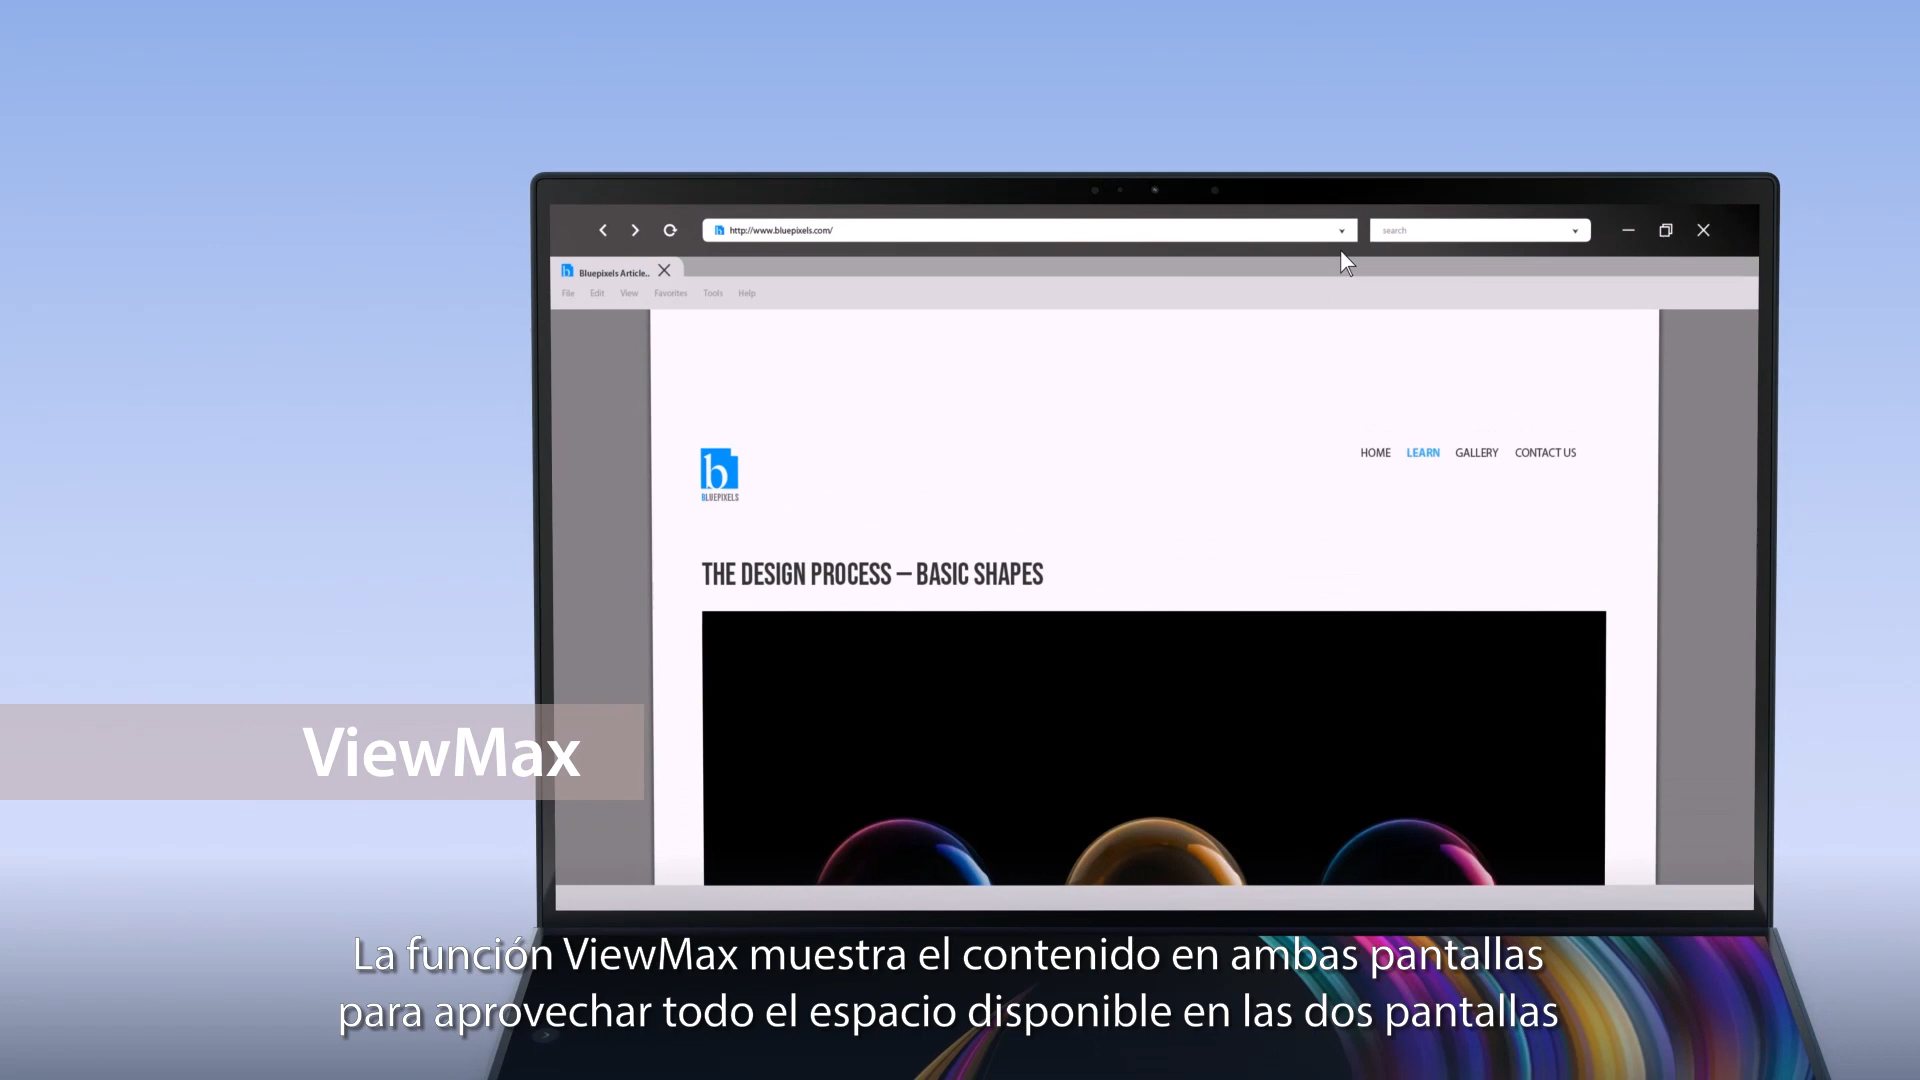 http://www.bluepixels.com/
search
Bluepixels Article..
File Edit View Favorites Tools Help
b
BLUEPIXELS
HOME LEARN GALLERY CONTACT US
THE DESIGN PROCESS – BASIC SHAPES
ViewMax
La función ViewMax muestra el contenido en ambas pantallas
para aprovechar todo el espacio disponible en las dos pantallas